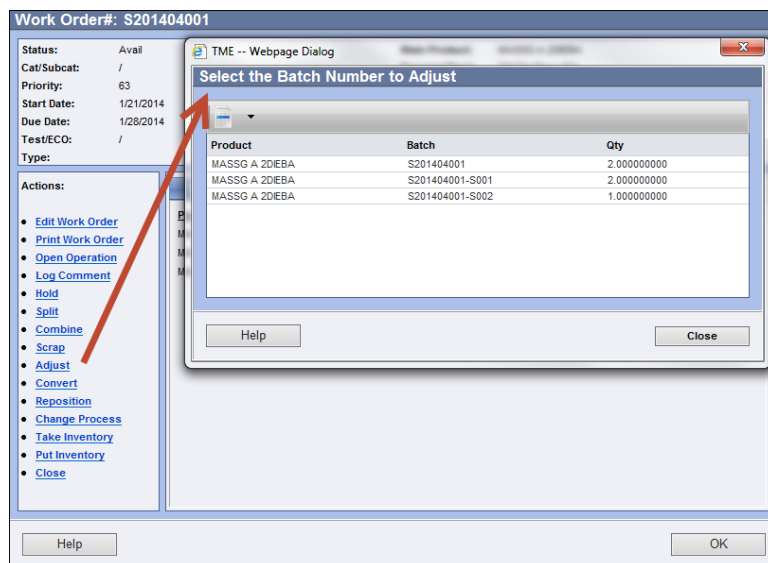 Work Order#: S201404001
Status: Avail
Cat/Subcat: /
Priority: 63
Start Date: 1/21/2014
Due Date: 1/28/2014
Test/ECO: /
Type:
TME -- Webpage Dialog
Select the Batch Number to Adjust
Product Batch Qty
MASSG A 2DIEBA S201404001 2.000000000
MASSG A 2DIEBA S201404001-S001 2.000000000
MASSG A 2DIEBA S201404001-S002 1.000000000
Help Close
Actions:
Edit Work Order
Print Work Order
Open Operation
Log Comment
Hold
Split
Combine
Scrap
Adjust
Convert
Reposition
Change Process
Take Inventory
Put Inventory
Close
Help OK